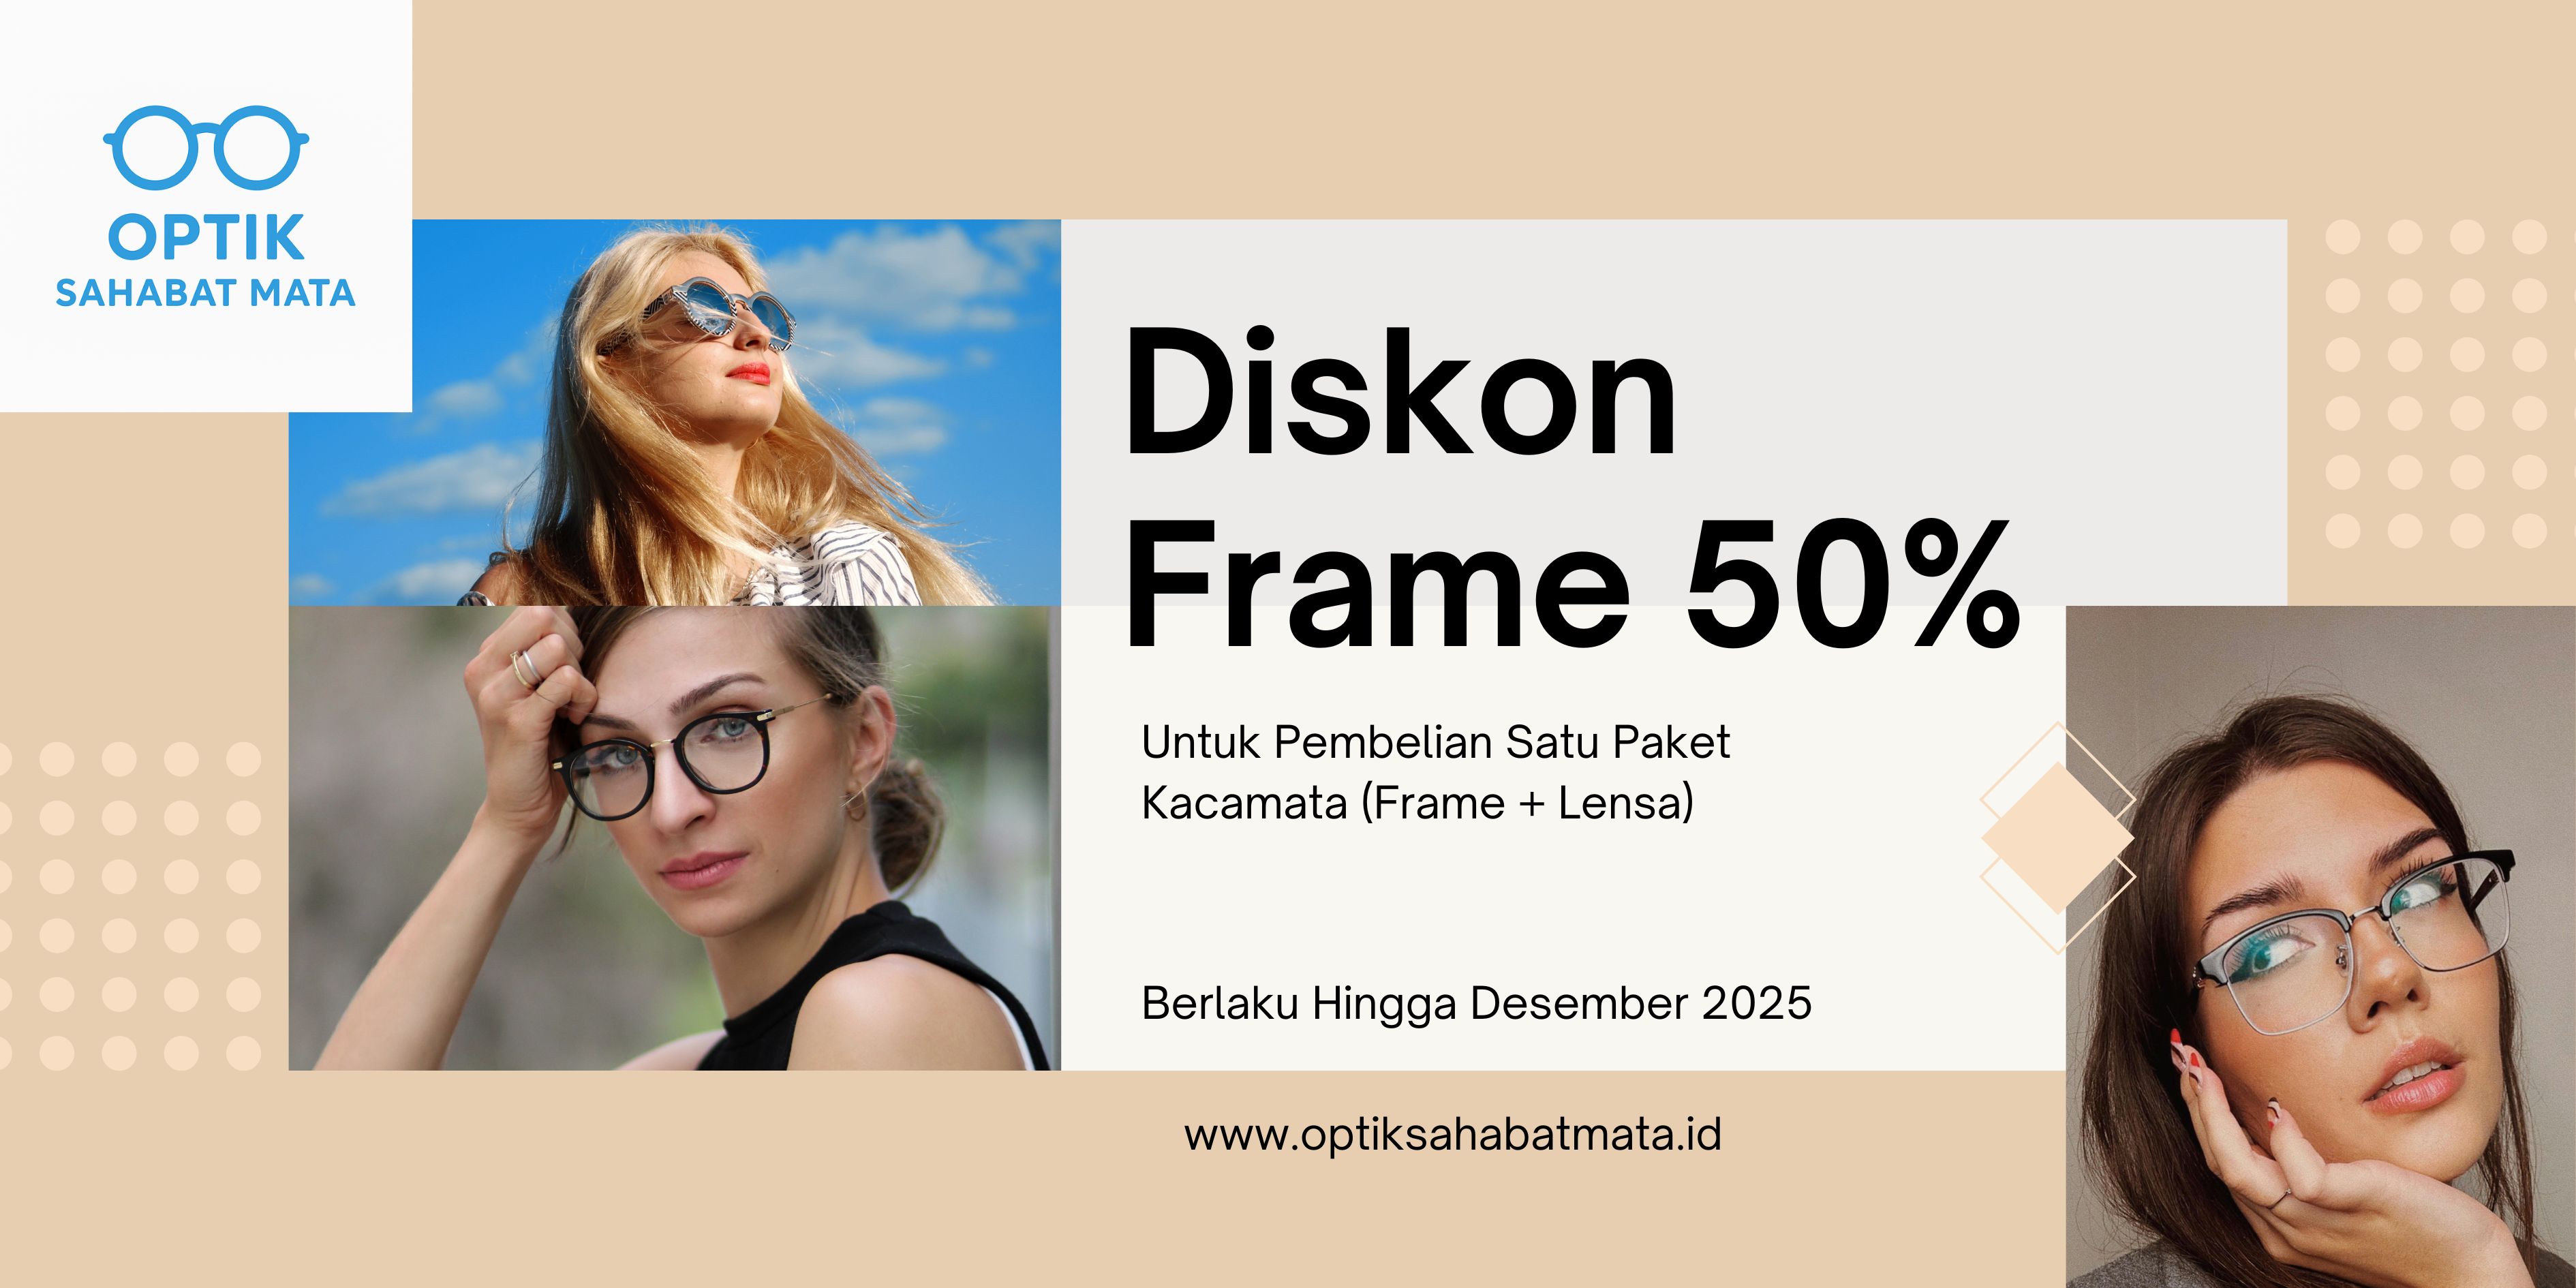 OPTIK
SAHABAT MATA
Diskon
Frame 50%
Untuk Pembelian Satu Paket
Kacamata (Frame + Lensa)
Berlaku Hingga Desember 2025
www.optiksahabatmata.id